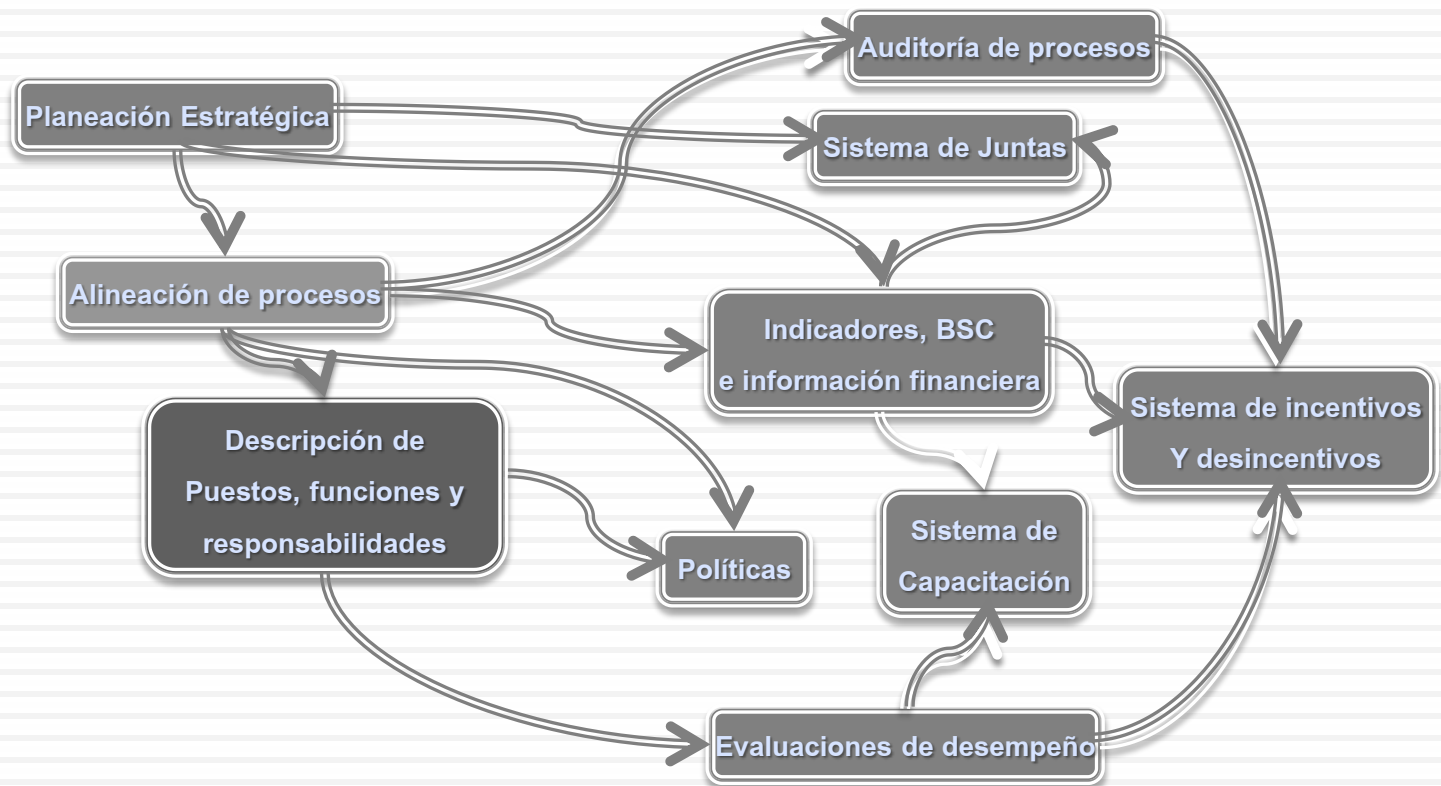 Auditoría de procesos
Planeación Estratégica
Sistema de Juntas
Alineación de procesos
Indicadores, BSC
e información financiera
Sistema de incentivos
Y desincentivos
Descripción de
Puestos, funciones y
responsabilidades
Sistema de
Capacitación
Políticas
Evaluaciones de desempeño